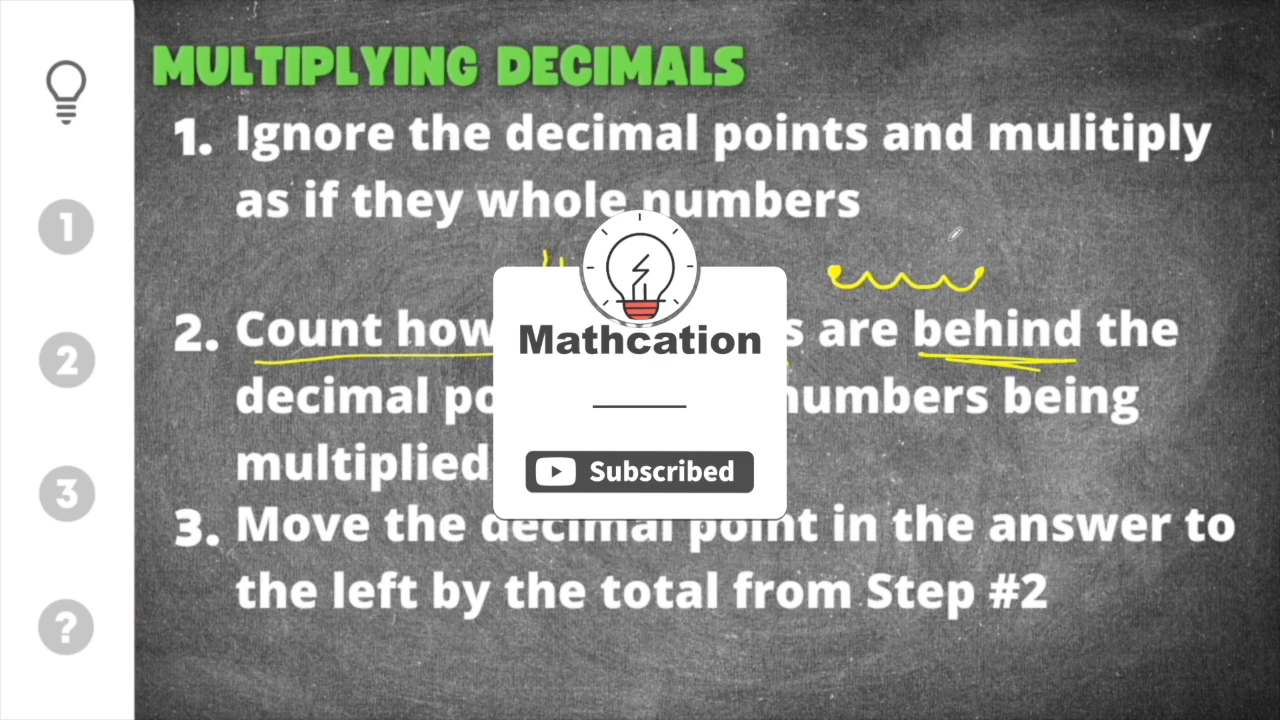 MULTIPLYING DECIMALS
1. Ignore the decimal points and mulitiply
as if they whole numbers
2. Count how are behind the
decimal numbers being
multiplied
3. Move the decimal point in the answer to
the left by the total from Step #2
Mathcation
Subscribed
1
2
3
?